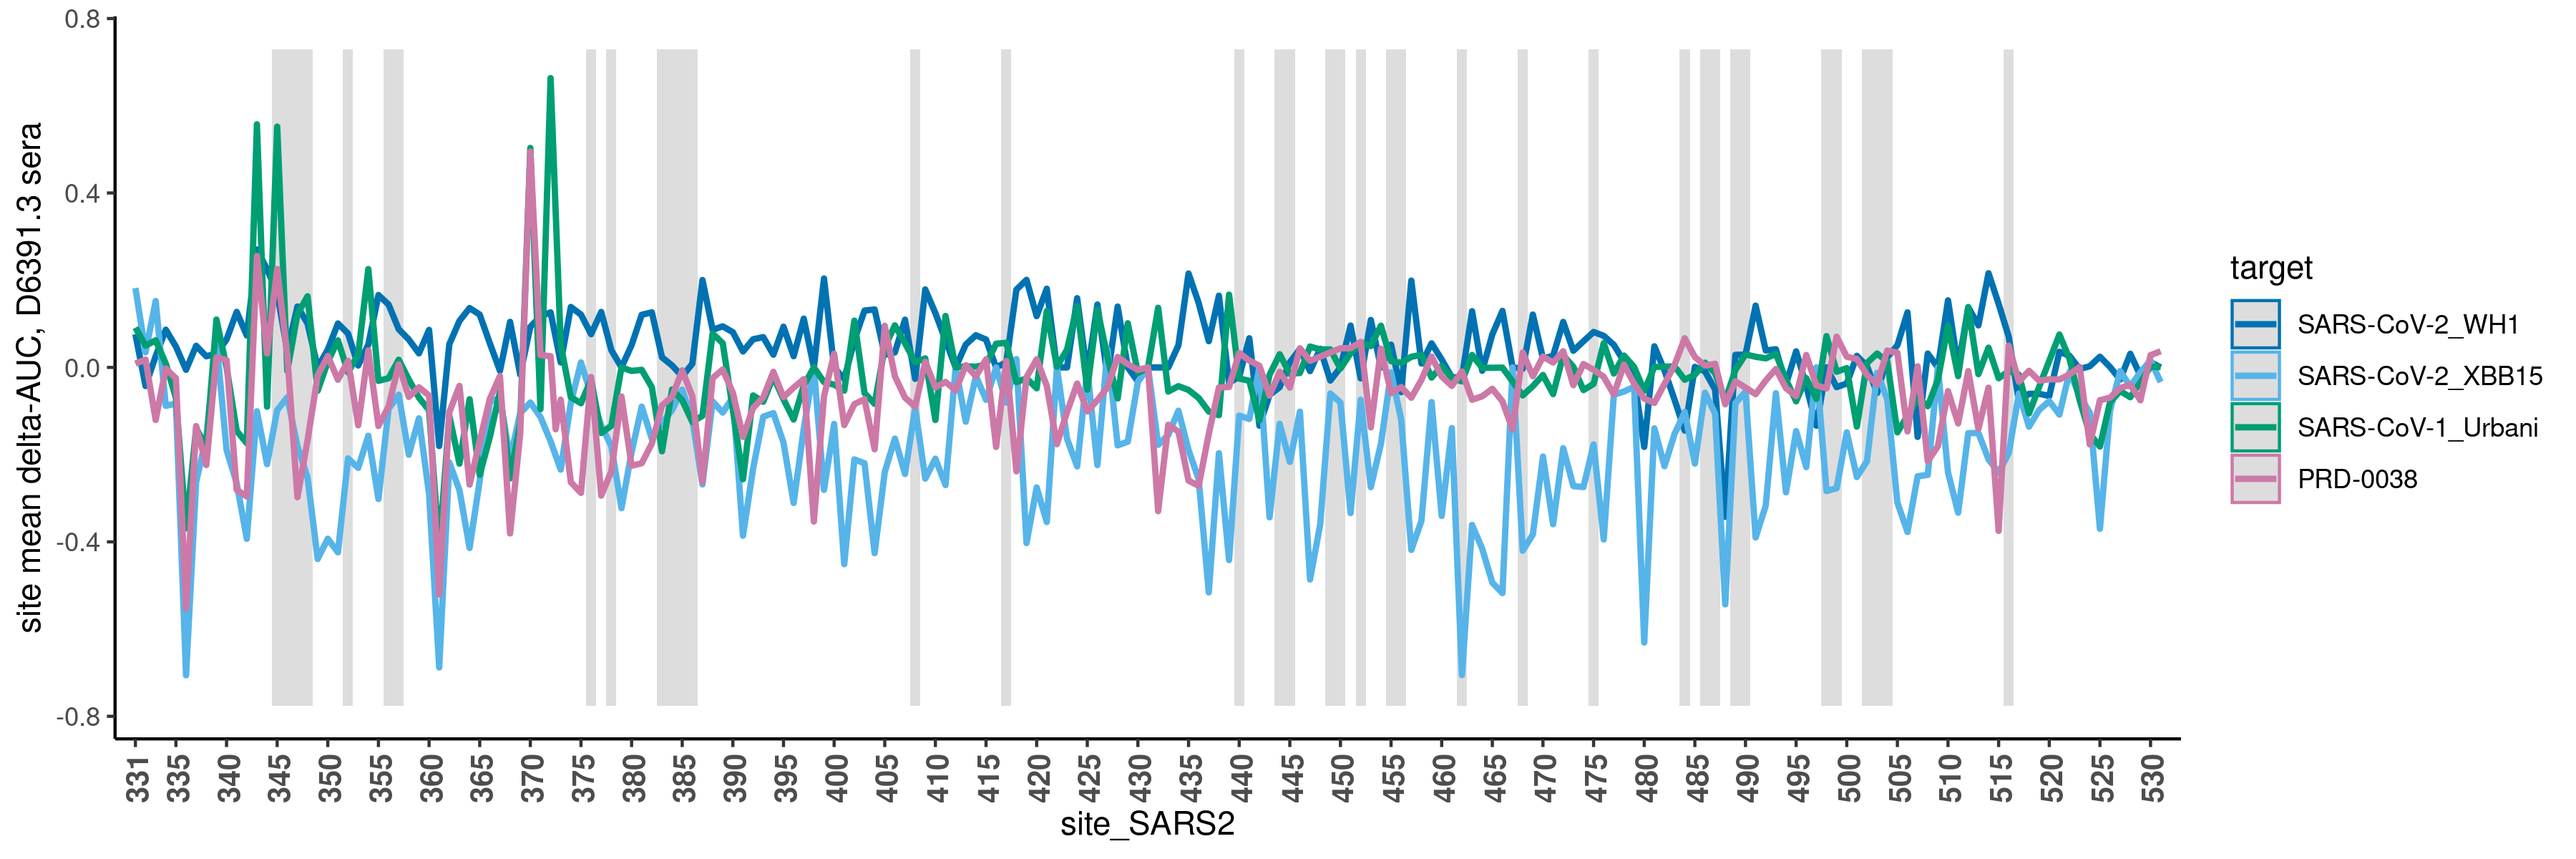 site mean delta-AUC, D6391.3 sera
0.8
0.4
0.0
-0.4
-0.8
331 335 340 345 350 355 360 365 370 375 380 385 390 395 400 405 410 415 420 425 430 435 440 445 450 455 460 465 470 475 480 485 490 495 500 505 510 515 520 525 530
site_SARS2
target
SARS-CoV-2_WH1
SARS-CoV-2_XBB15
SARS-CoV-1_Urbani
PRD-0038